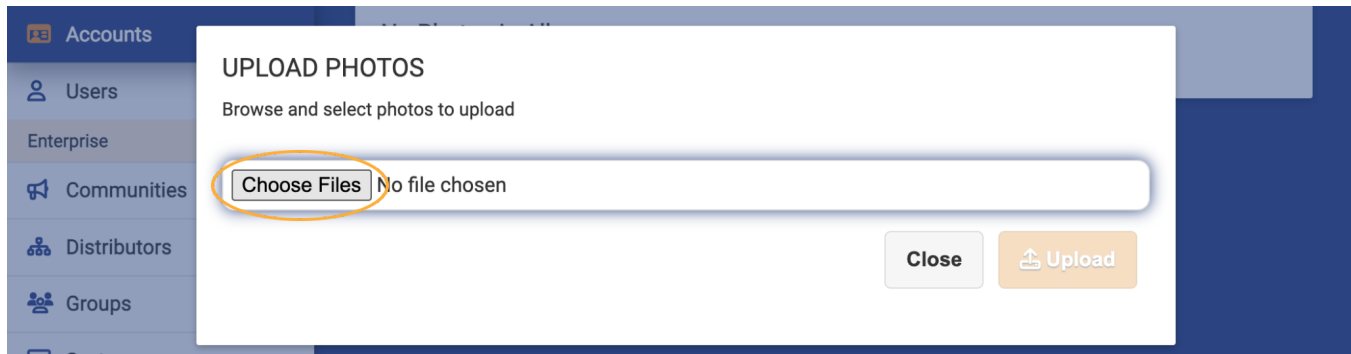 Accounts
Users
Enterprise
Communities
Distributors
Groups
UPLOAD PHOTOS
Browse and select photos to upload
Choose Files No file chosen
Close Upload